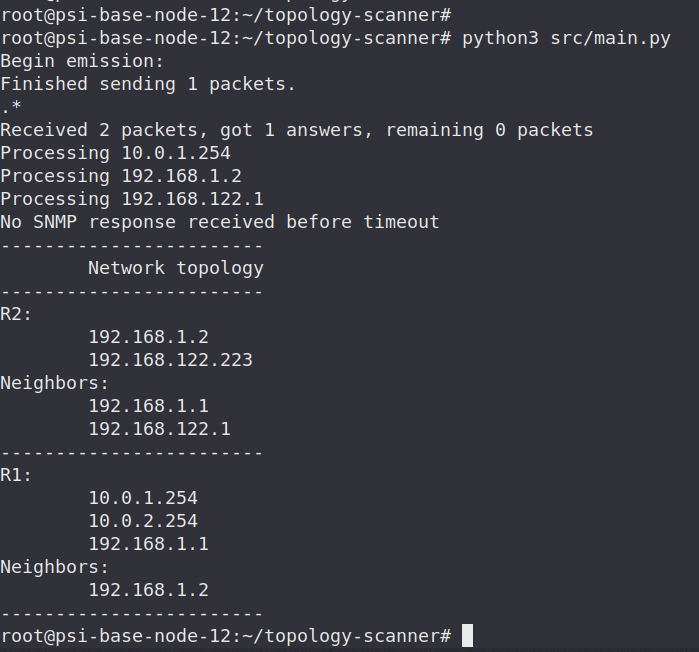 root@psi-base-node-12:~/topology-scanner#
root@psi-base-node-12:~/topology-scanner# python3 src/main.py
Begin emission:
Finished sending 1 packets.
.*
Received 2 packets, got 1 answers, remaining 0 packets
Processing 10.0.1.254
Processing 192.168.1.2
Processing 192.168.122.1
No SNMP response received before timeout
------------------------
        Network topology
------------------------
R2:
        192.168.1.2
        192.168.122.223
Neighbors:
        192.168.1.1
        192.168.122.1
------------------------
R1:
        10.0.1.254
        10.0.2.254
        192.168.1.1
Neighbors:
        192.168.1.2
------------------------
root@psi-base-node-12:~/topology-scanner#